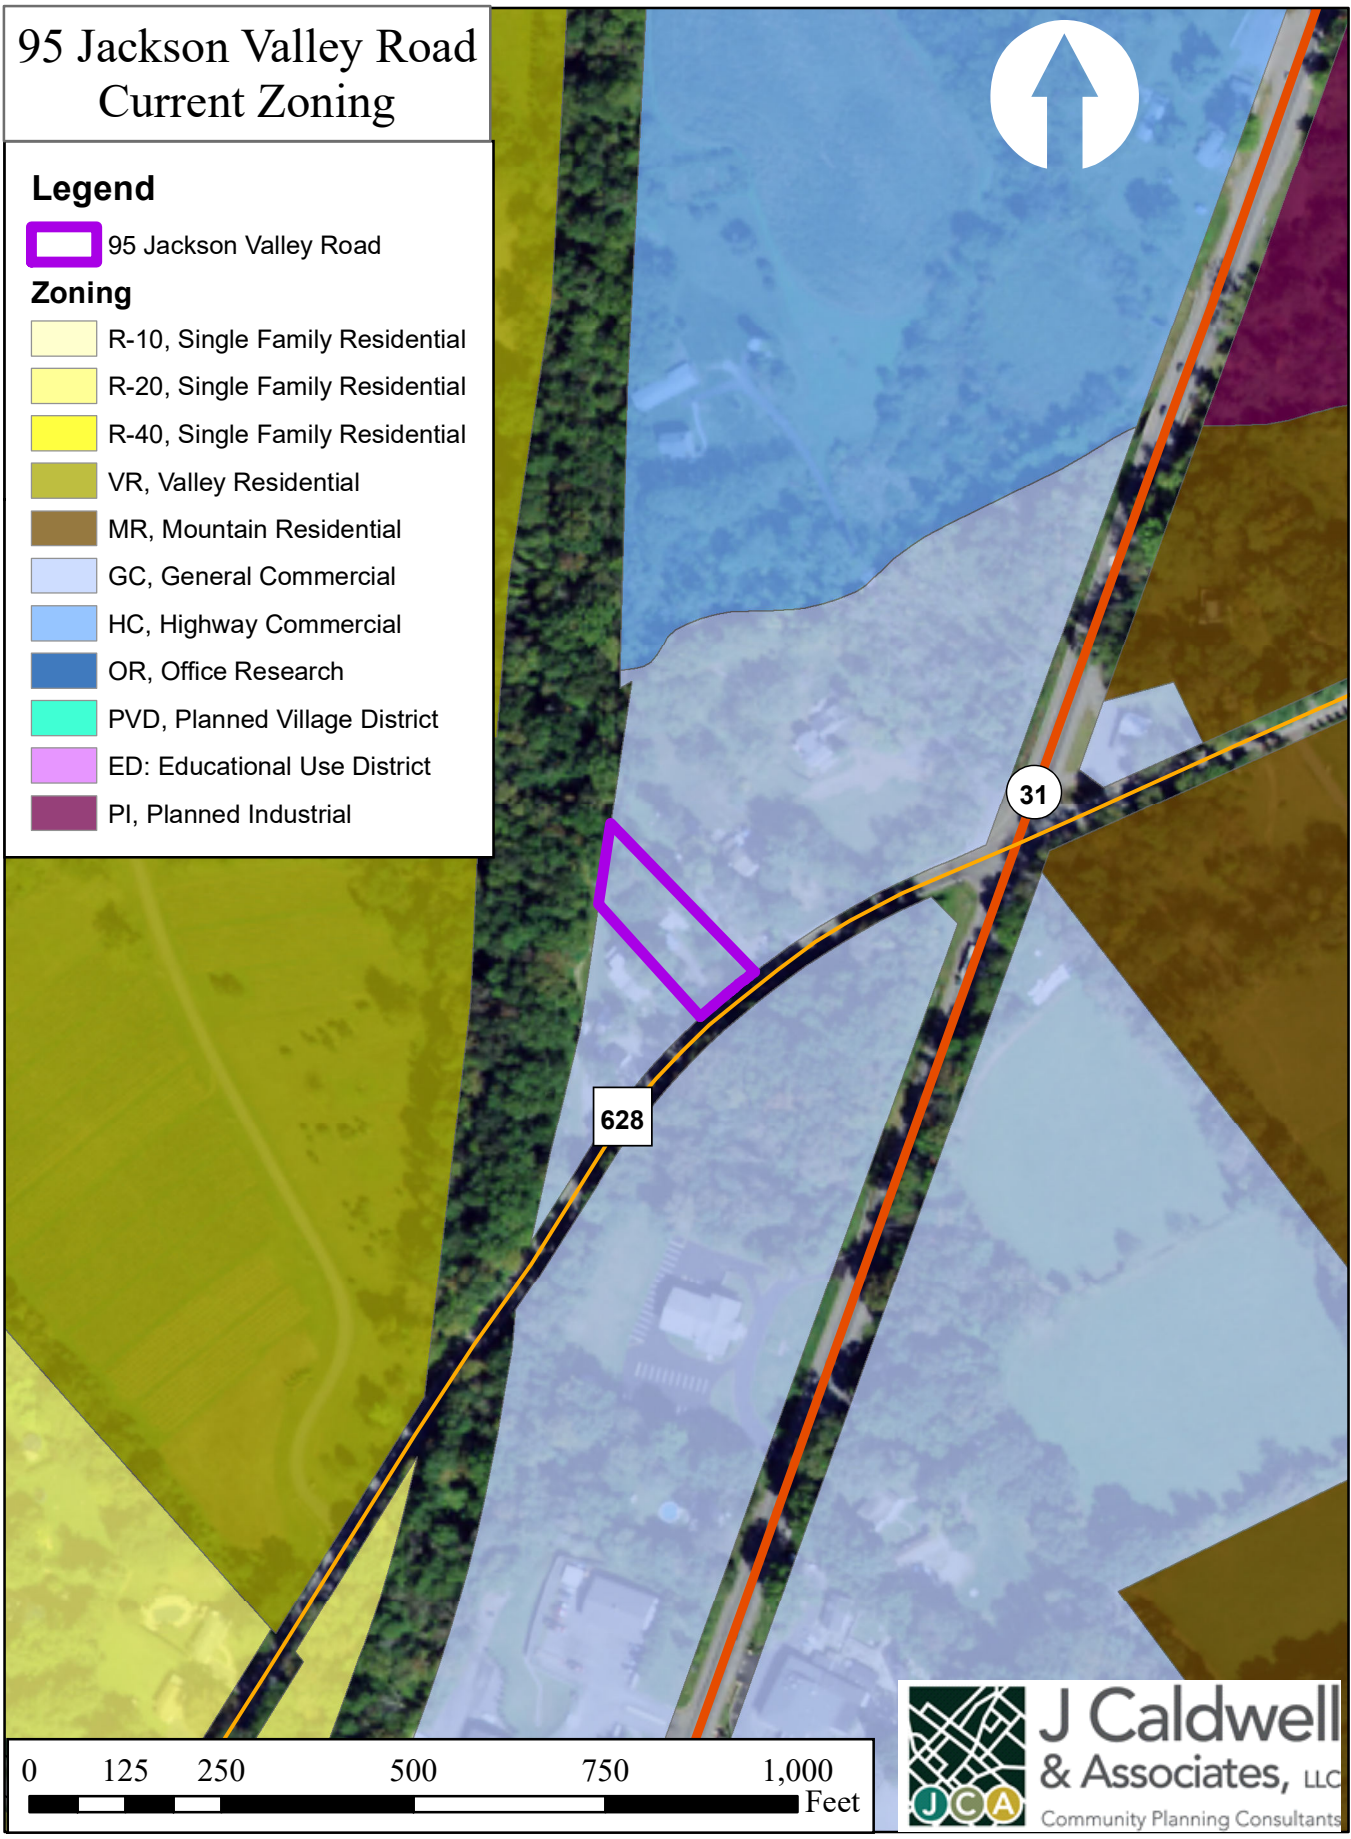 95 Jackson Valley Road
Current Zoning
Legend
95 Jackson Valley Road
Zoning
R-10, Single Family Residential
R-20, Single Family Residential
R-40, Single Family Residential
VR, Valley Residential
MR, Mountain Residential
GC, General Commercial
HC, Highway Commercial
OR, Office Research
PVD, Planned Village District
ED: Educational Use District
PI, Planned Industrial
31
628
0 125 250 500 750 1,000
Feet
JCA
J Caldwell
& Associates, LLC
Community Planning Consultants